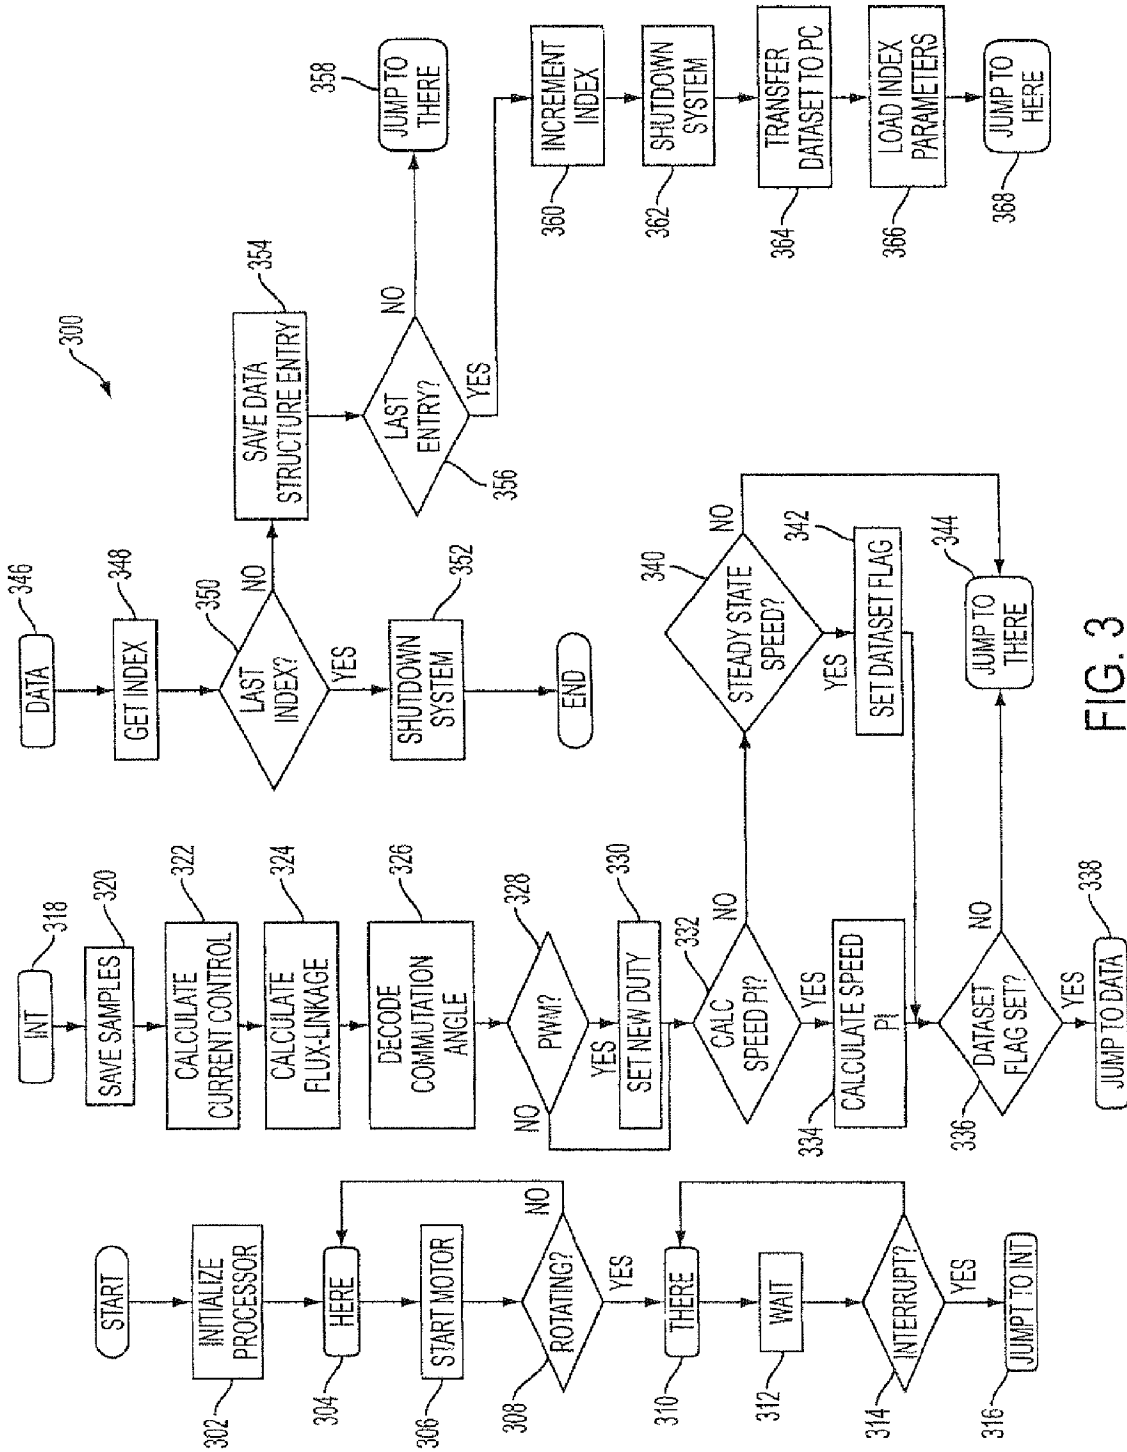 300
START
INITIALIZE
PROCESSOR
302
HERE
304
START MOTOR
306
ROTATING?
308
NO
YES
THERE
310
WAIT
312
INTERRUPT?
314
YES
JUMPT TO INT
316
INT
318
SAVE SAMPLES
320
CALCULATE
CURRENT CONTROL
322
CALCULATE
FLUX-LINKAGE
324
DECODE
COMMUTATION
ANGLE
326
PWM?
328
NO
YES
SET NEW DUTY
330
CALC
SPEED PI?
332
NO
YES
CALCULATE SPEED
PI
334
DATASET
FLAG SET?
336
NO
YES
JUMP TO DATA
338
STEADY STATE
SPEED?
340
NO
YES
SET DATASET FLAG
342
JUMP TO
THERE
344
DATA
346
GET INDEX
348
LAST
INDEX?
350
NO
YES
SHUTDOWN
SYSTEM
352
END
SAVE DATA
STRUCTURE ENTRY
354
LAST
ENTRY?
356
NO
YES
JUMP TO
THERE
358
INCREMENT
INDEX
360
SHUTDOWN
SYSTEM
362
TRANSFER
DATASET TO PC
364
LOAD INDEX
PARAMETERS
366
JUMP TO
HERE
368
FIG. 3